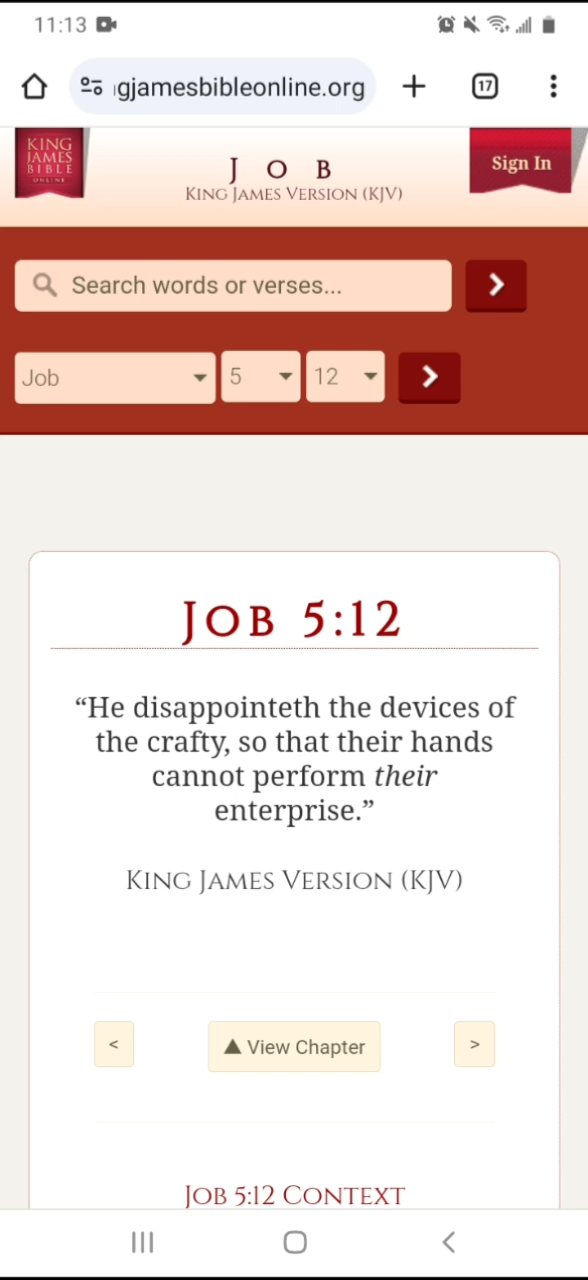 11:13
gjamesbibleonline.org
17
KING
JAMES
BIBLE
ONLINE
JOB
KING JAMES VERSION (KJV)
Sign In
Search words or verses...
Job 5 12
JOB 5:12
“He disappointeth the devices of
the crafty, so that their hands
cannot perform their
enterprise.”
KING JAMES VERSION (KJV)
< ▲ View Chapter >
JOB 5:12 CONTEXT